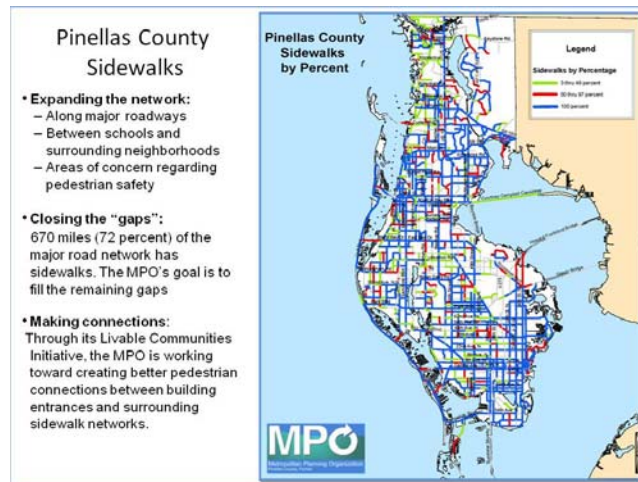 Pinellas County
Sidewalks
• Expanding the network:
– Along major roadways
– Between schools and
surrounding neighborhoods
– Areas of concern regarding
pedestrian safety
• Closing the "gaps":
670 miles (72 percent) of the
major road network has
sidewalks. The MPO's goal is to
fill the remaining gaps
• Making connections:
Through its Livable Communities
Initiative, the MPO is working
toward creating better pedestrian
connections between building
entrances and surrounding
sidewalk networks.
Pinellas County
Sidewalks
by Percent
Legend
Sidewalks by Percentage
100 percent
MPO
Metropolitan Planning Organization